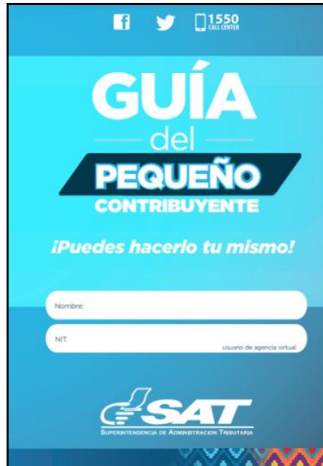 1550
CALL CENTER
GUÍA
del
PEQUEÑO
CONTRIBUYENTE
¡Puedes hacerlo tu mismo!
Nombre:
NIT:
usuario de agencia virtual
SAT
SUPERINTENDENCIA DE ADMINISTRACION TRIBUTARIA